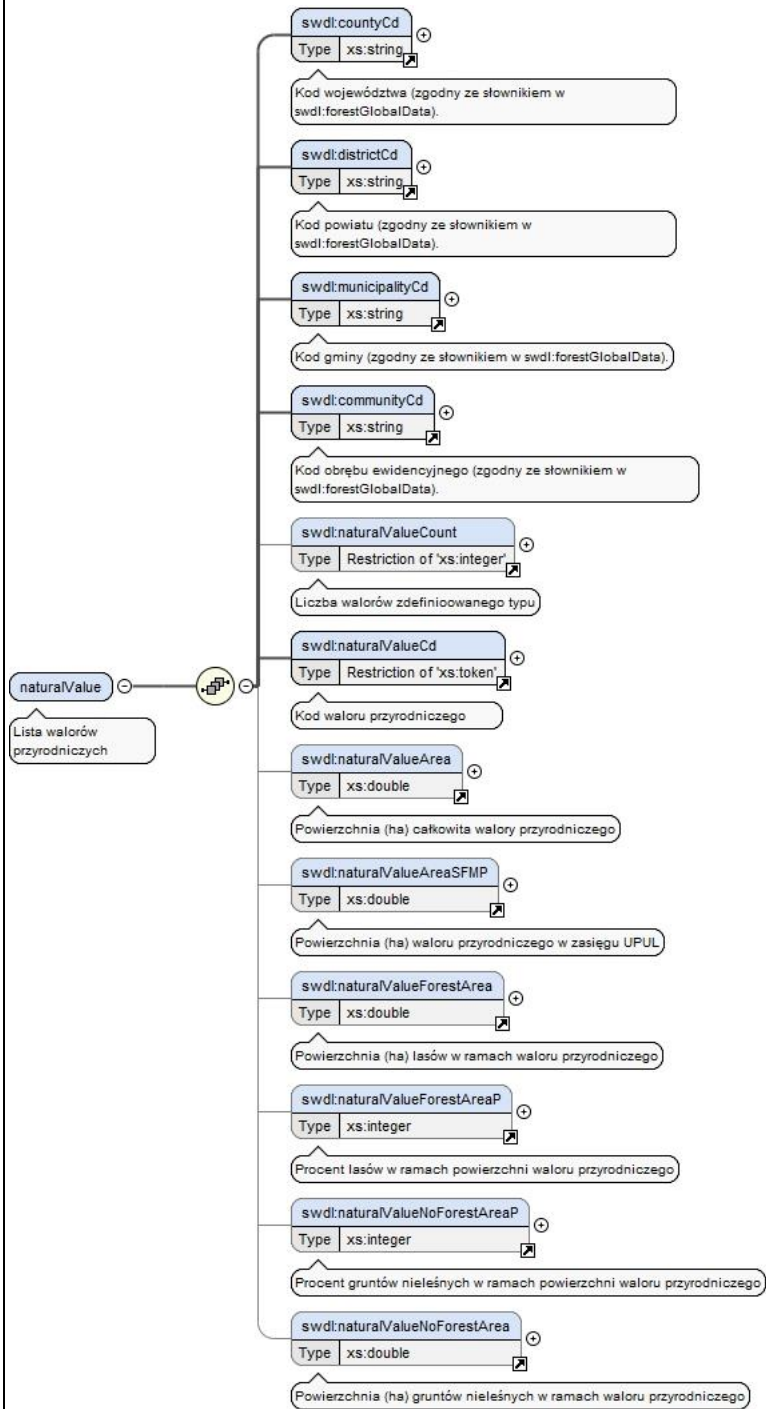 swdl:countyCd
Type xs:string
Kod województwa (zgodny ze słownikiem w
swdl:forestGlobalData).
swdl:districtCd
Type xs:string
Kod powiatu (zgodny ze słownikiem w
swdl:forestGlobalData).
swdl:municipalityCd
Type xs:string
Kod gminy (zgodny ze słownikiem w swdl:forestGlobalData).
swdl:communityCd
Type xs:string
Kod obrębu ewidencyjnego (zgodny ze słownikiem w
swdl:forestGlobalData).
swdl:naturalValueCount
Type Restriction of 'xs:integer'
Liczba walorów zdefinioowanego typu
naturalValue
Lista walorów
przyrodniczych
swdl:naturalValueCd
Type Restriction of 'xs:token'
Kod waloru przyrodniczego
swdl:naturalValueArea
Type xs:double
Powierzchnia (ha) całkowita walory przyrodniczego
swdl:naturalValueAreaSFMP
Type xs:double
Powierzchnia (ha) waloru przyrodniczego w zasięgu UPUL
swdl:naturalValueForestArea
Type xs:double
Powierzchnia (ha) lasów w ramach waloru przyrodniczego
swdl:naturalValueForestAreaP
Type xs:integer
Procent lasów w ramach powierzchni waloru przyrodniczego
swdl:naturalValueNoForestAreaP
Type xs:integer
Procent gruntów nieleśnych w ramach powierzchni waloru przyrodniczego
swdl:naturalValueNoForestArea
Type xs:double
Powierzchnia (ha) gruntów nieleśnych w ramach waloru przyrodniczego